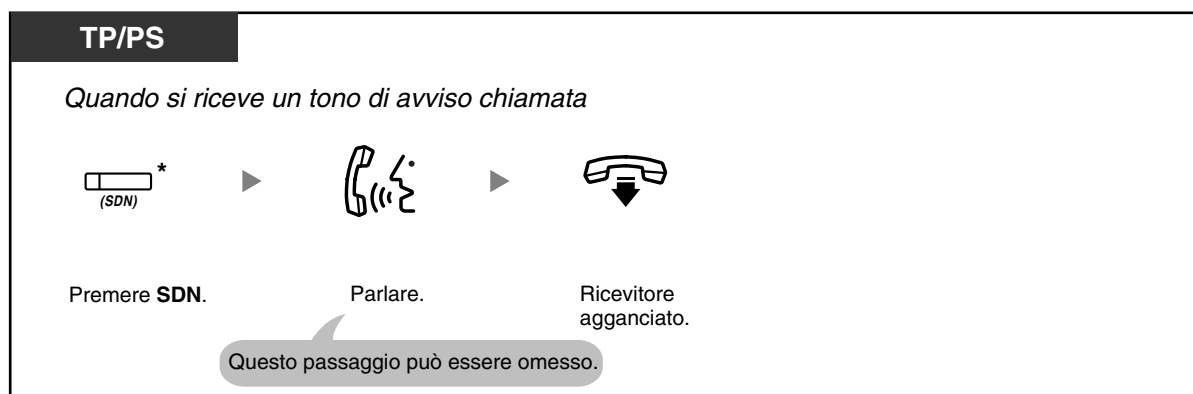 TP/PS
Quando si riceve un tono di avviso chiamata
*
(SDN)
Premere SDN.
Parlare.
Ricevitore
agganciato.
Questo passaggio può essere omesso.